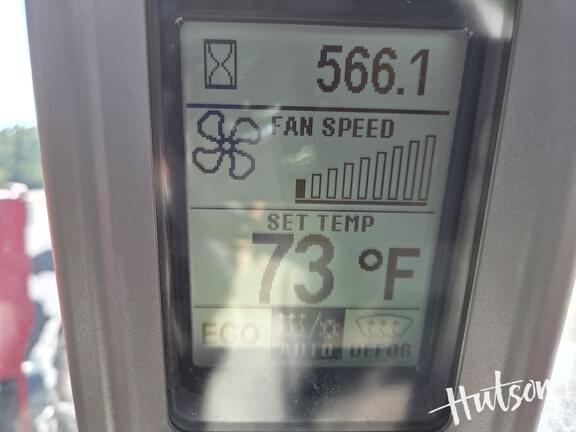 566.1
FAN SPEED
SET TEMP
73 °F
ECO AUTO DEFOG
Hutson